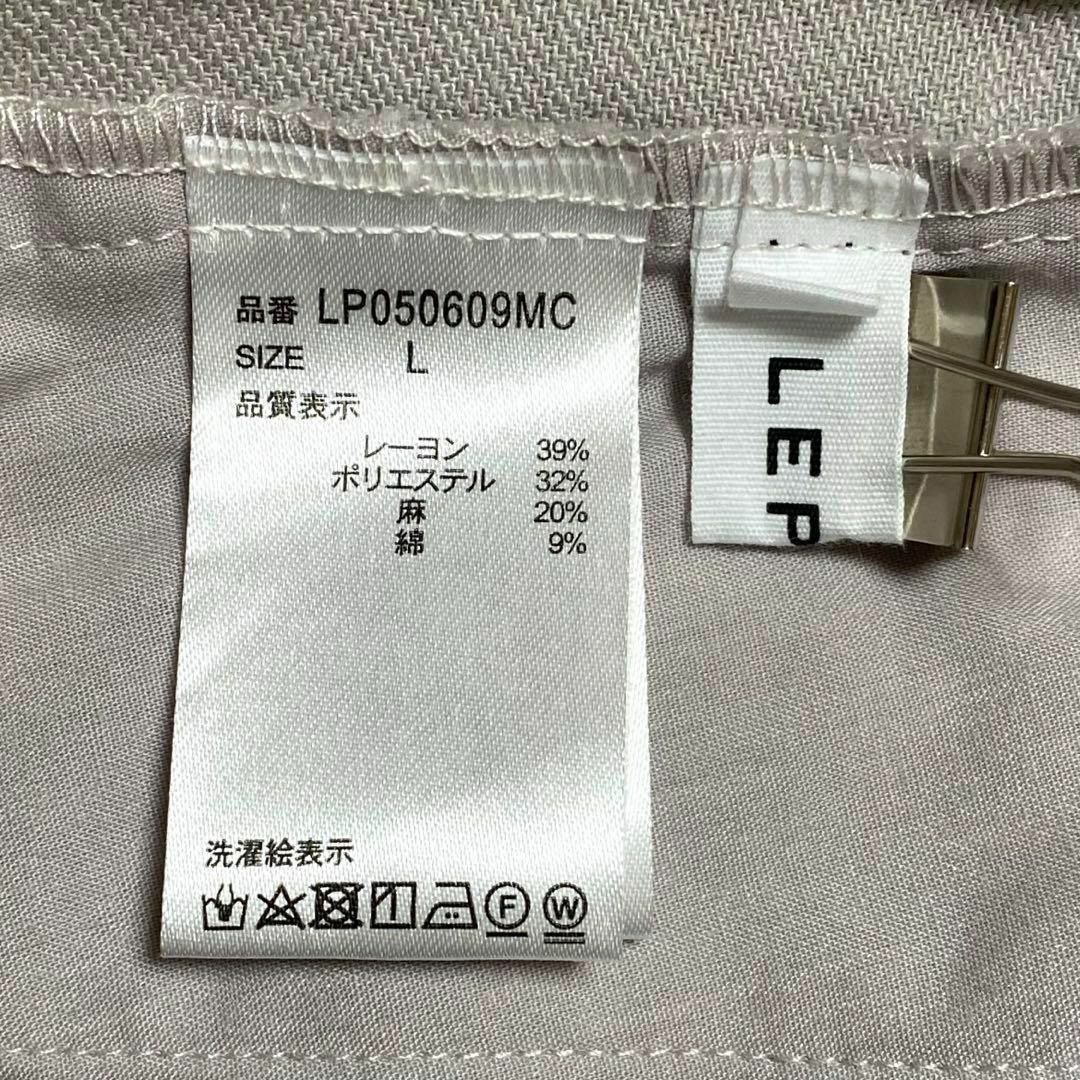 品番 LP050609MC
SIZE L
品質表示
レーヨン 39%
ポリエステル 32%
麻 20%
綿 9%
洗濯絵表示
F W
LEP